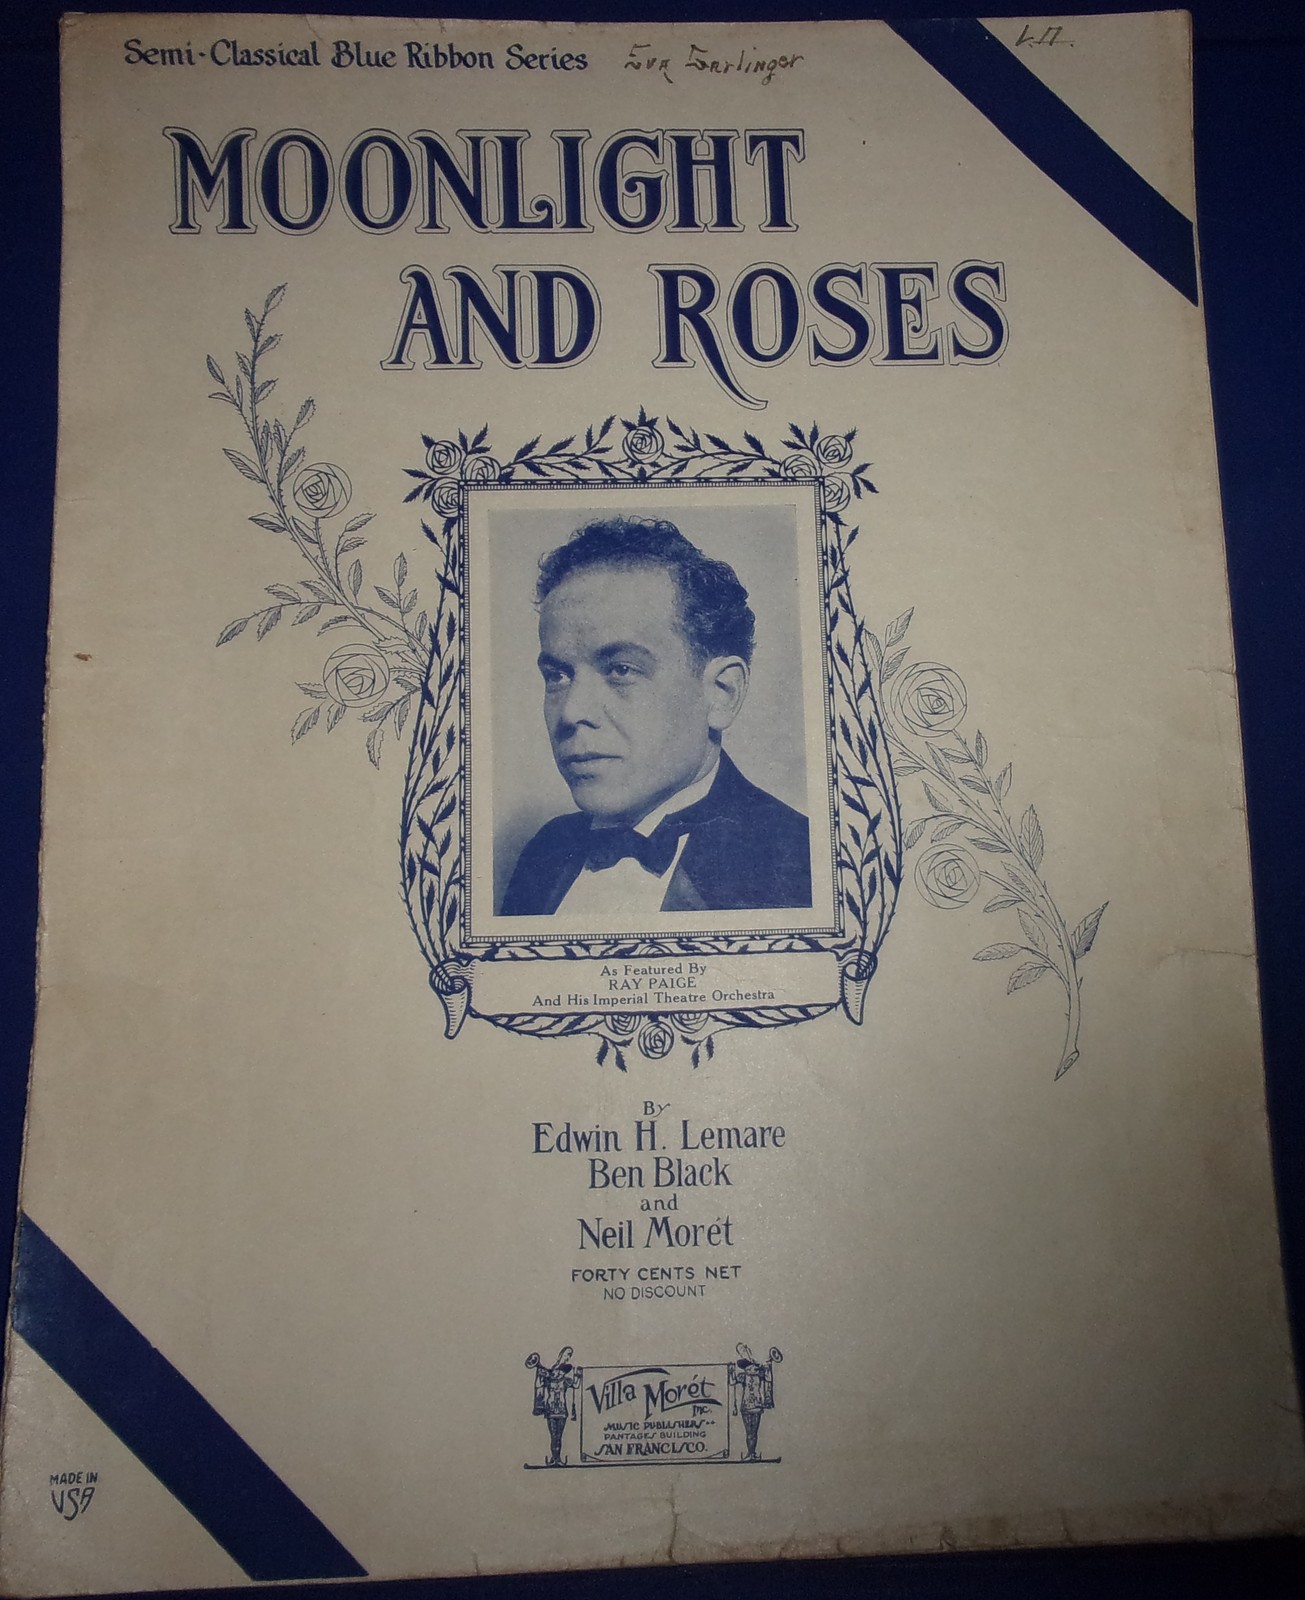 Semi-Classical Blue Ribbon Series Eva Earlinger
L.П.
MOONLIGHT
AND ROSES
As Featured By
RAY PAIGE
And His Imperial Theatre Orchestra
By
Edwin H. Lemare
Ben Black
and
Neil Morét
FORTY CENTS NET
NO DISCOUNT
Villa Morét
INC.
MUSIC PUBLISHERS
PANTAGES BUILDING
SAN FRANCISCO.
MADE IN
USA